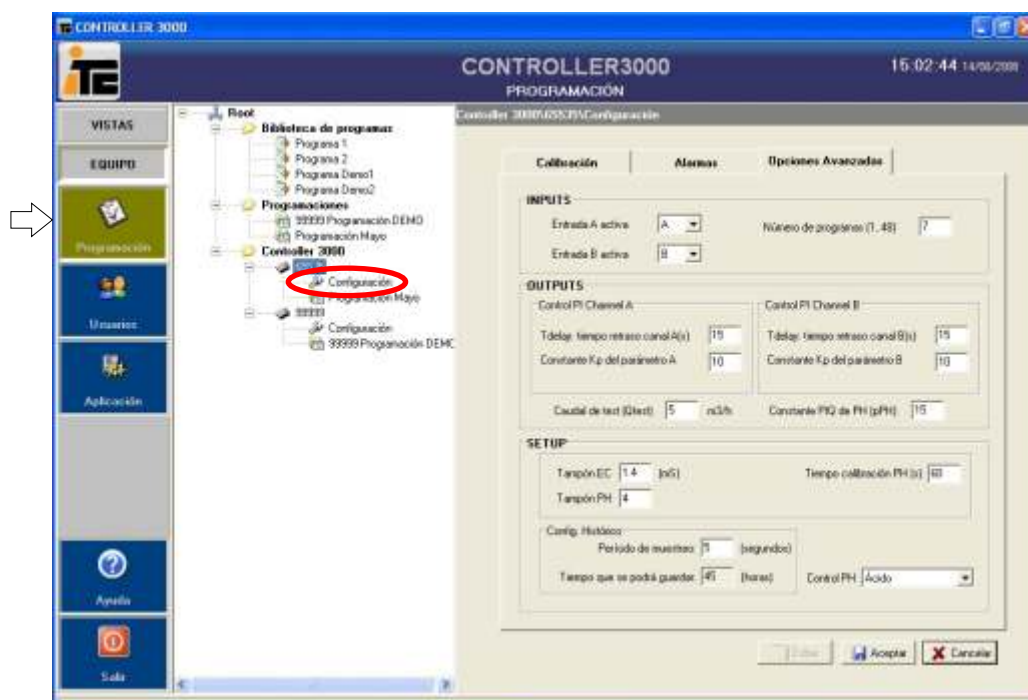 CONTROLLER 3000
ITC
CONTROLLER3000
PROGRAMACIÓN
15:02:44
VISTAS
EQUIPO
Programación
Usuarios
Aplicación
Ayuda
Salir
Root
Biblioteca de programas
Programa 1
Programa 2
Programa Demo1
Programa Demo2
Programaciones
99999 Programación DEMO
Programación Mayo
Controller 3000
Configuración
Programación Mayo
99999
Configuración
99999 Programación DEMO
Controller 3000\65535\Configuración
Calibración
Alarmas
Opciones Avanzadas
INPUTS
Entrada A activa A
Número de programas (1..48) 7
Entrada B activa B
OUTPUTS
Control PI Channel A
Tdelay. tiempo retraso canal A(s) 15
Constante Kp del parámetro A 10
Control PI Channel B
Tdelay. tiempo retraso canal B(s) 15
Constante Kp del parámetro B 10
Caudal de test (Qtest) 5 m3/h
Constante PIQ de PH (pPH) 15
SETUP
Tampón EC 1.4 (mS)
Tiempo calibración PH (s) 60
Tampón PH 4
Config. Histórico
Período de muestreo 5 (segundos)
Tiempo que se podrá guardar 45 (horas)
Control PH Ácido
Aceptar
Cancelar